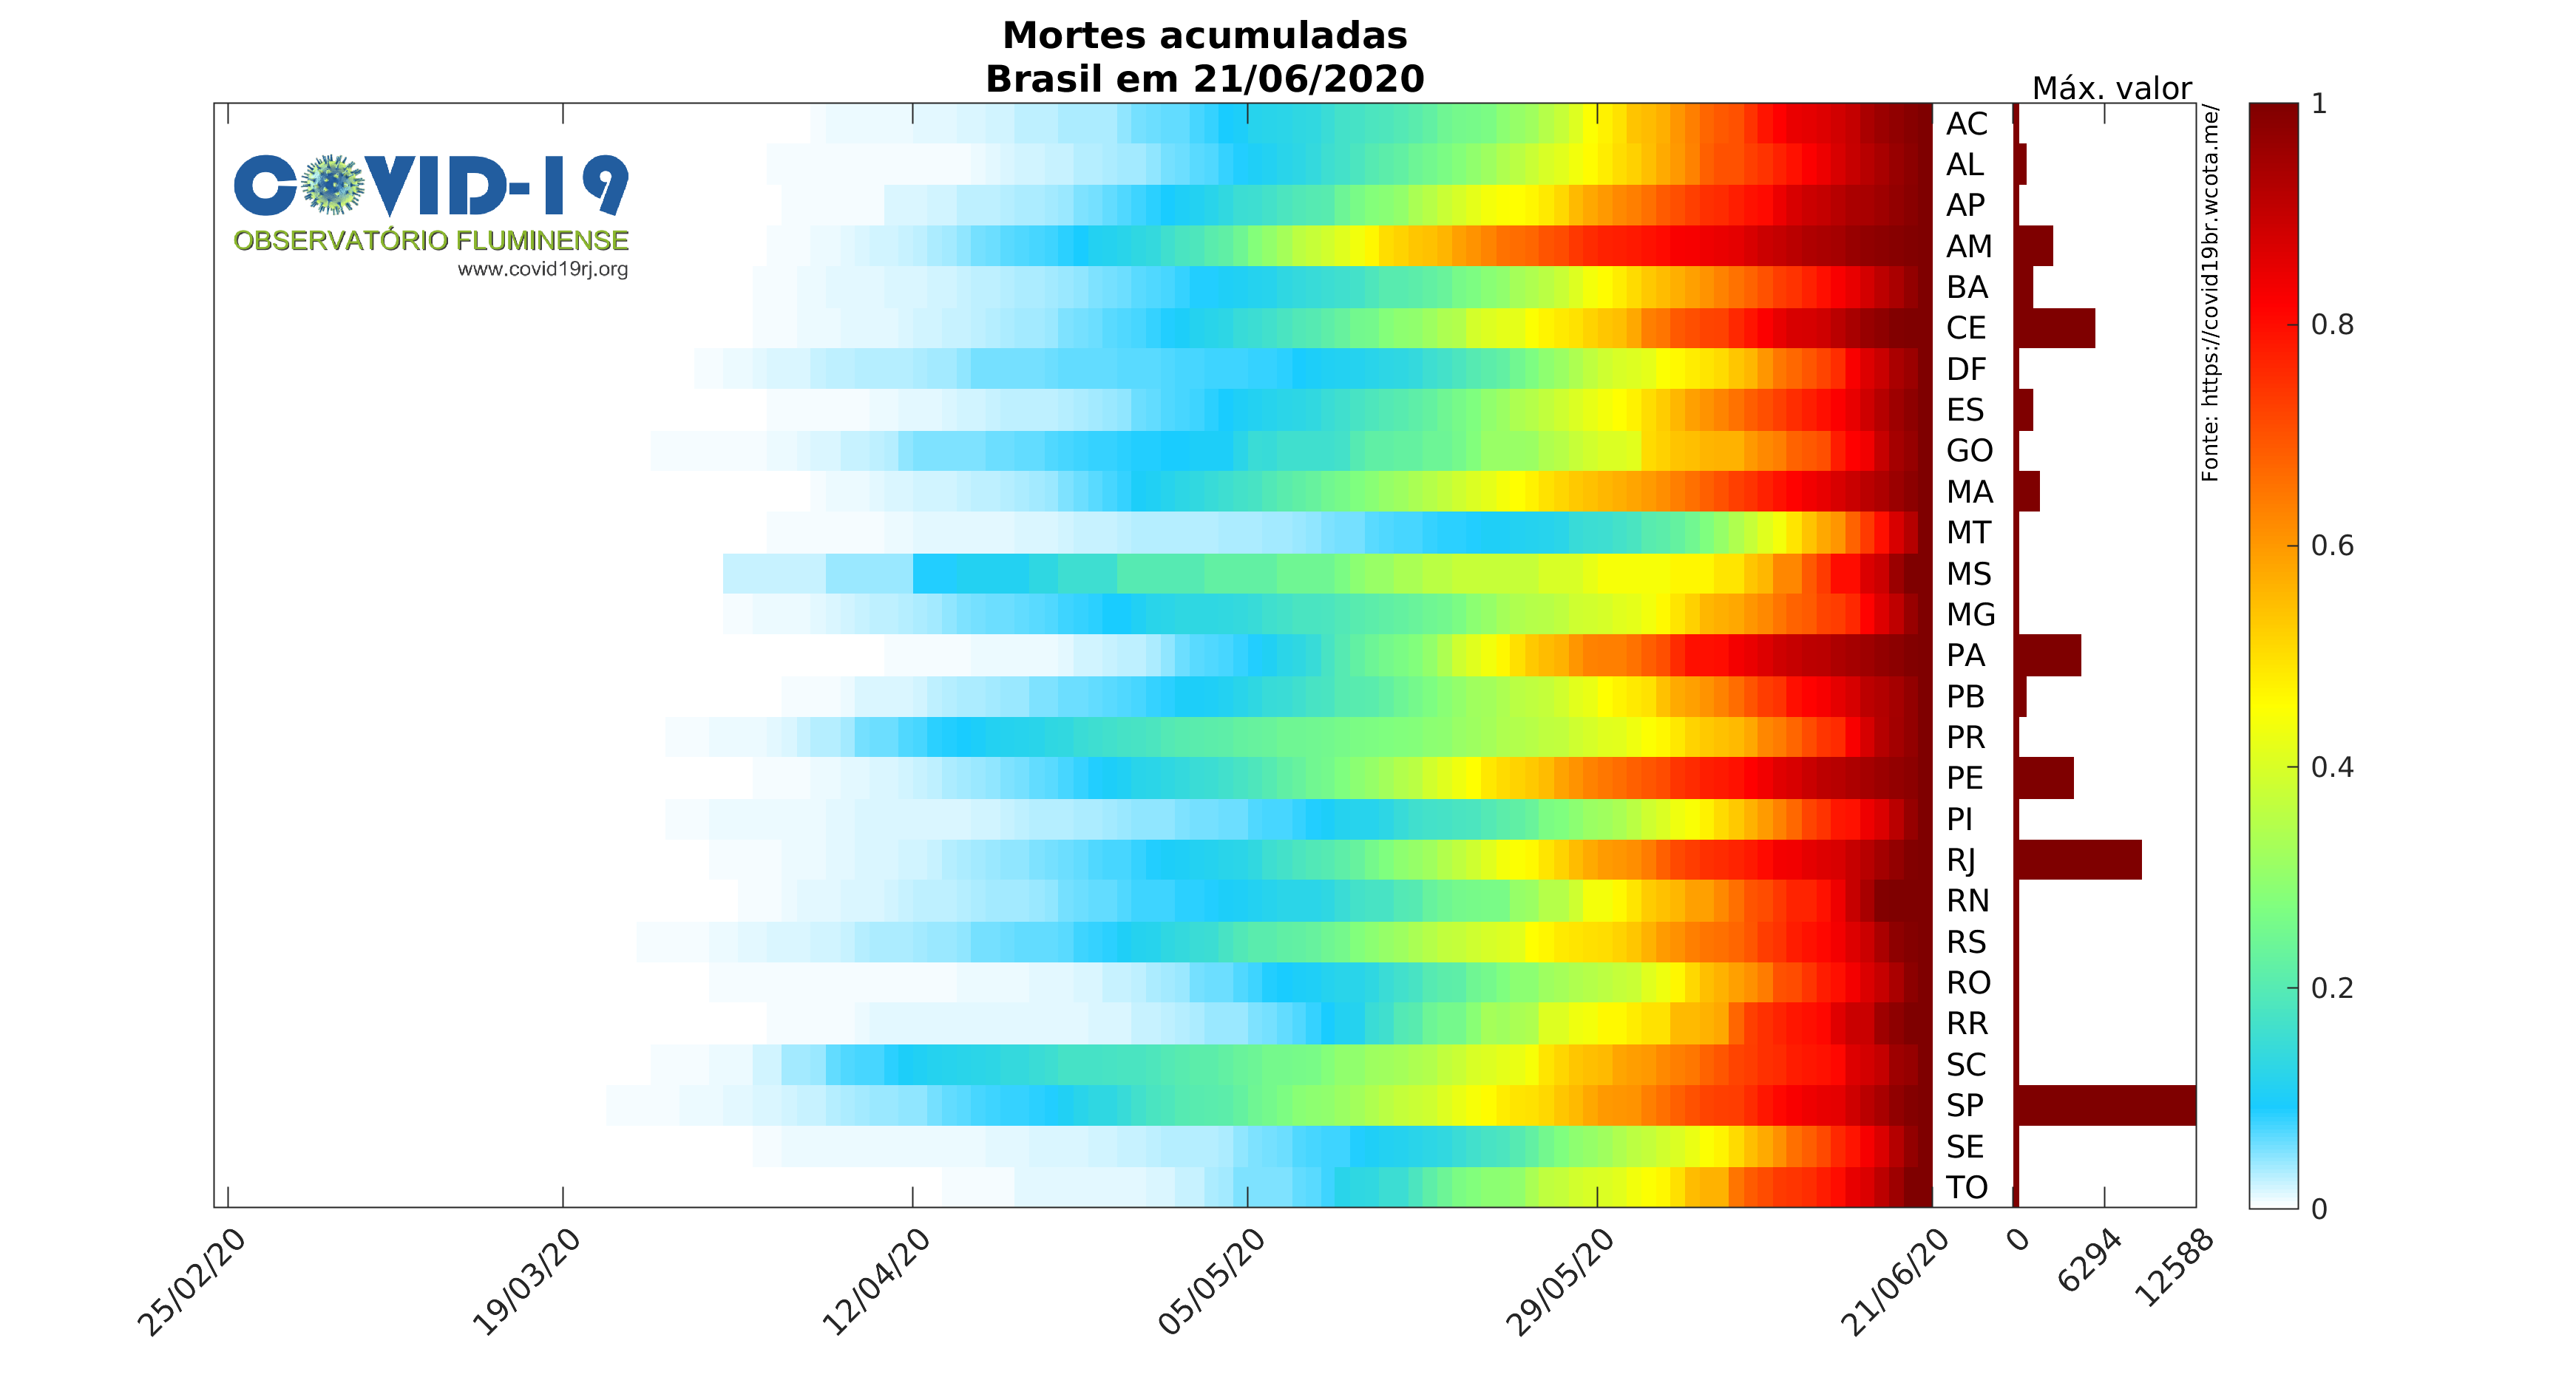 Mortes acumuladas
Brasil em 21/06/2020
Máx. valor
COVID-19
OBSERVATÓRIO FLUMINENSE
www.covid19rj.org
AC
AL
AP
AM
BA
CE
DF
ES
GO
MA
MT
MS
MG
PA
PB
PR
PE
PI
RJ
RN
RS
RO
RR
SC
SP
SE
TO
Fonte: https://covid19br.wcota.me/
1
0.8
0.6
0.4
0.2
0
25/02/20
19/03/20
12/04/20
05/05/20
29/05/20
21/06/20
0
6294
12588